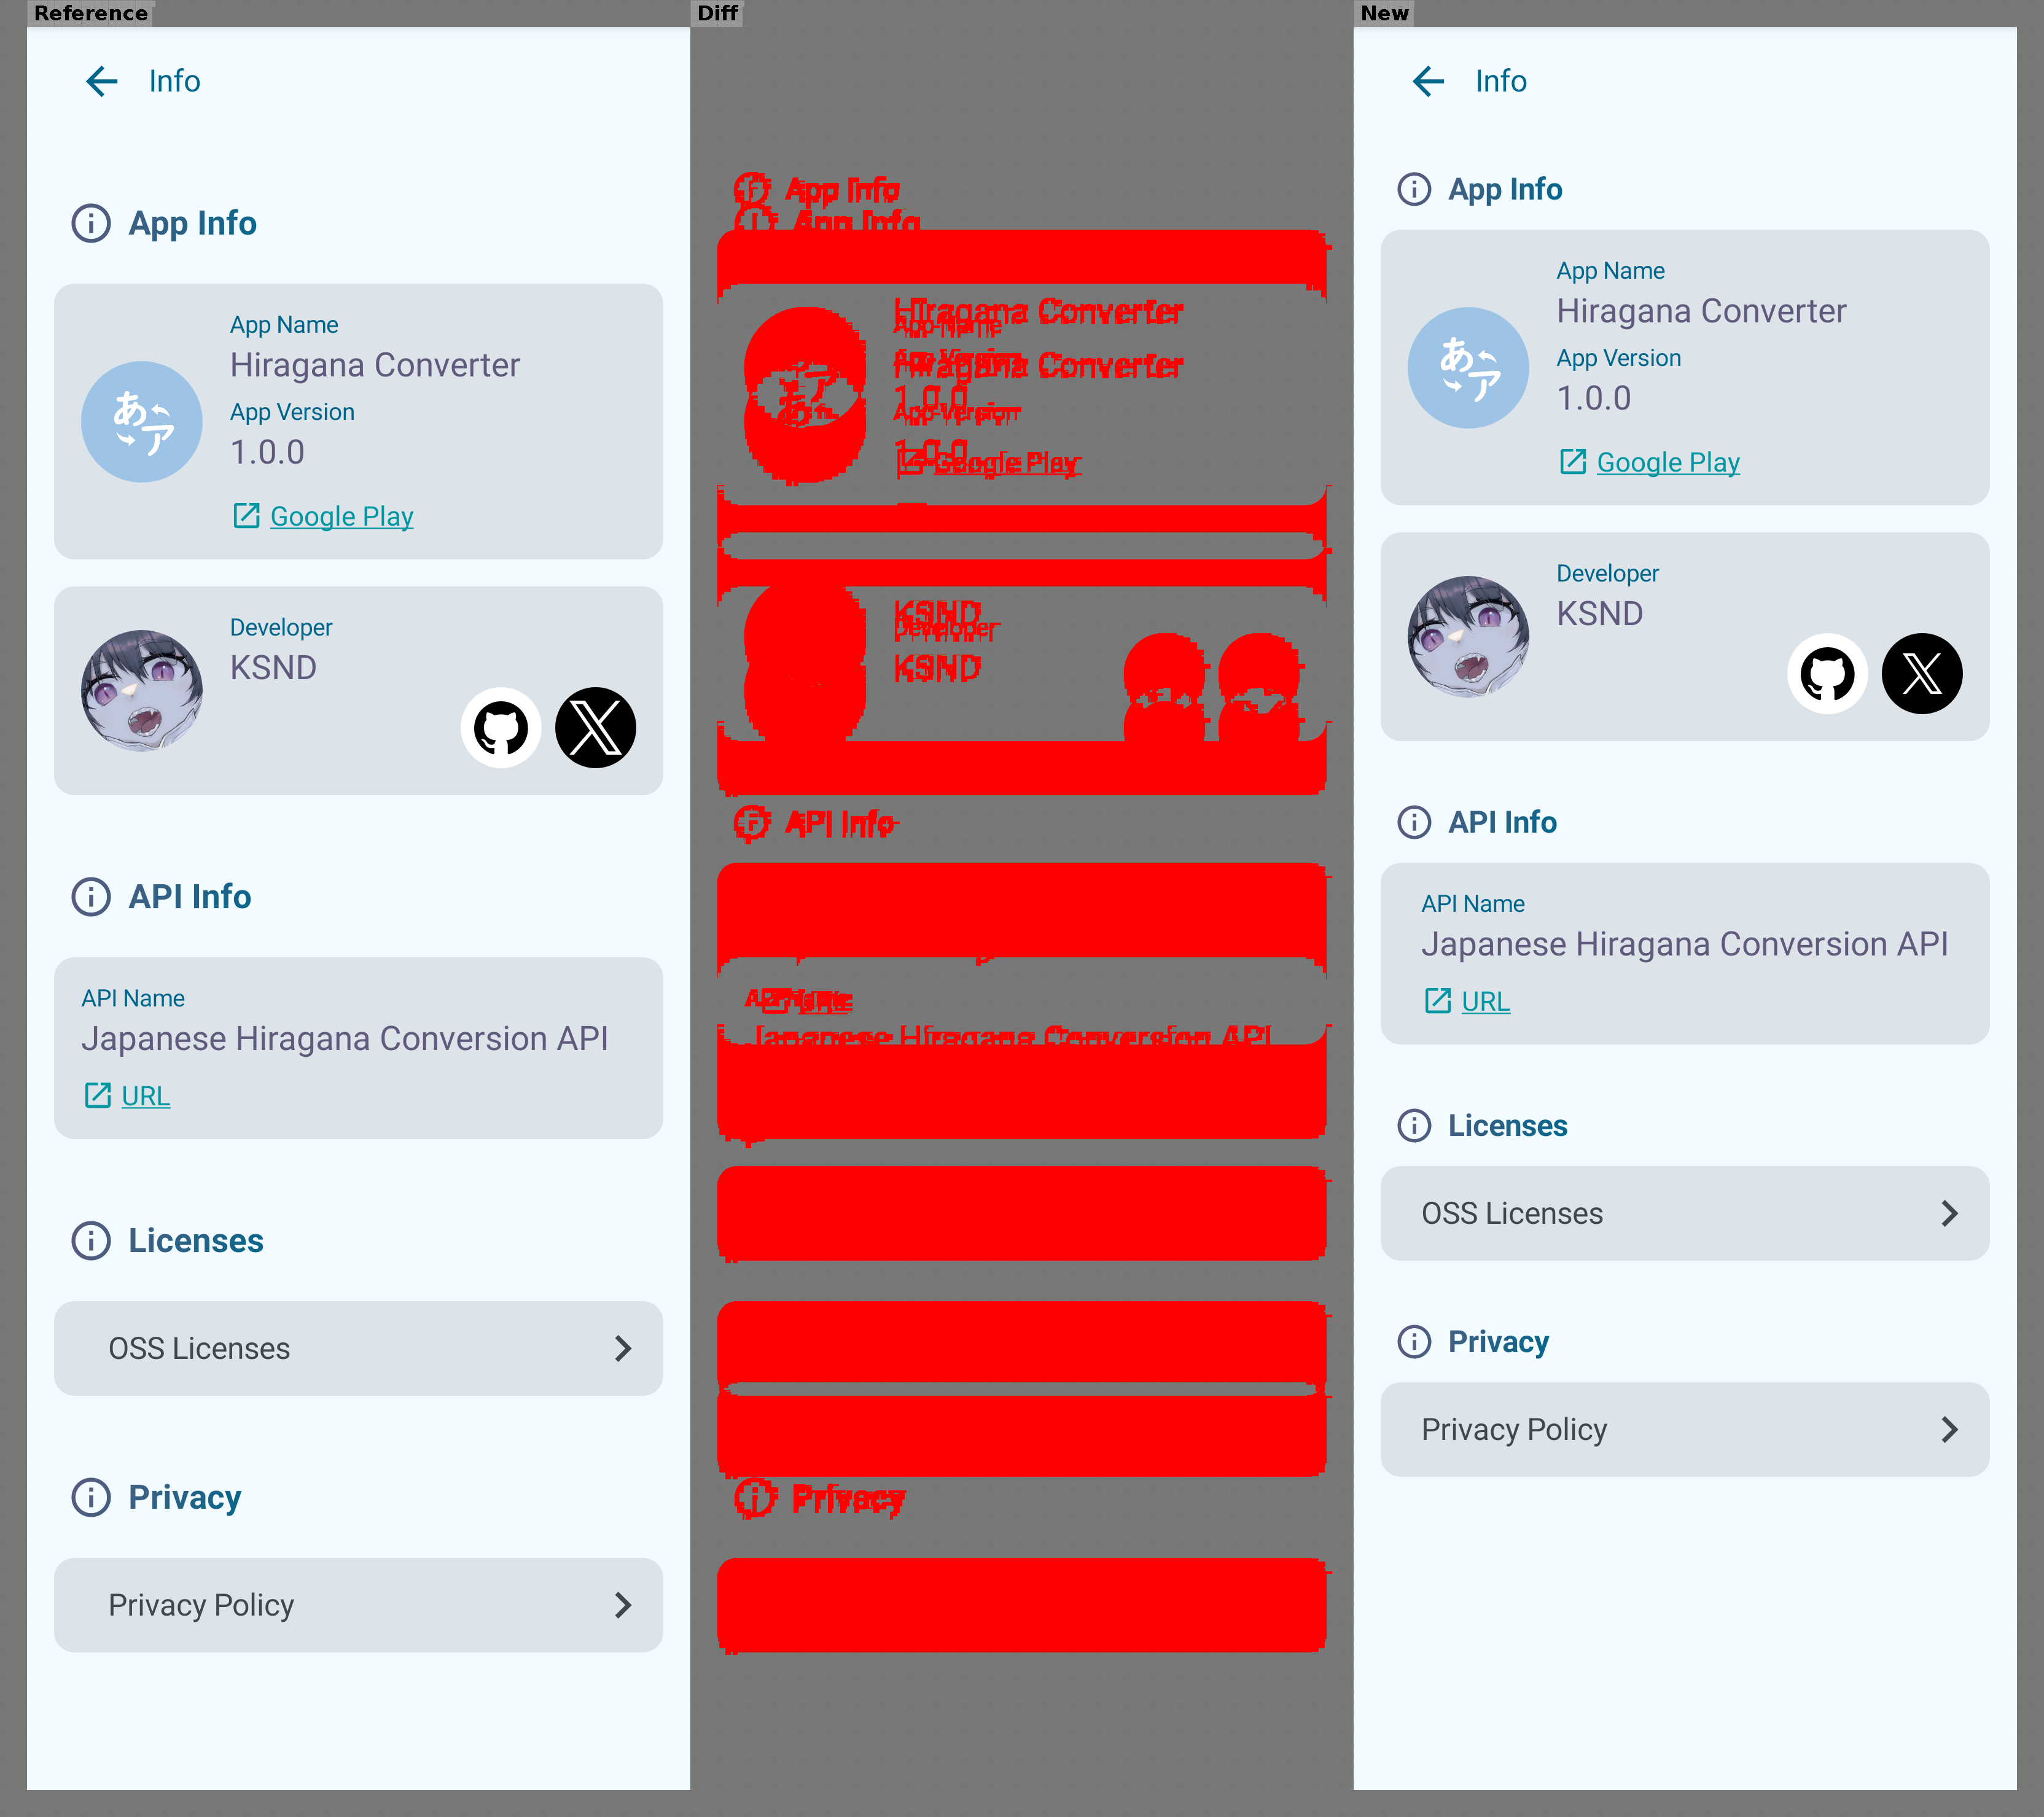 Reference
Info
App Info
App Name
Hiragana Converter
App Version
1.0.0
あ
ア
Google Play
Developer
KSND
API Info
API Name
Japanese Hiragana Conversion API
URL
Licenses
OSS Licenses
Privacy
Privacy Policy
Diff
App Info
App Info
Hiragana Converter
App Name
App Version
Hiragana Converter
1.0.0
App Version
1.0.0
Google Play
KSND
Developer
KSND
API Info
Japanese Hiragana Conversion API
Privacy
New
Info
App Info
App Name
Hiragana Converter
App Version
1.0.0
あ
ア
Google Play
Developer
KSND
API Info
API Name
Japanese Hiragana Conversion API
URL
Licenses
OSS Licenses
Privacy
Privacy Policy